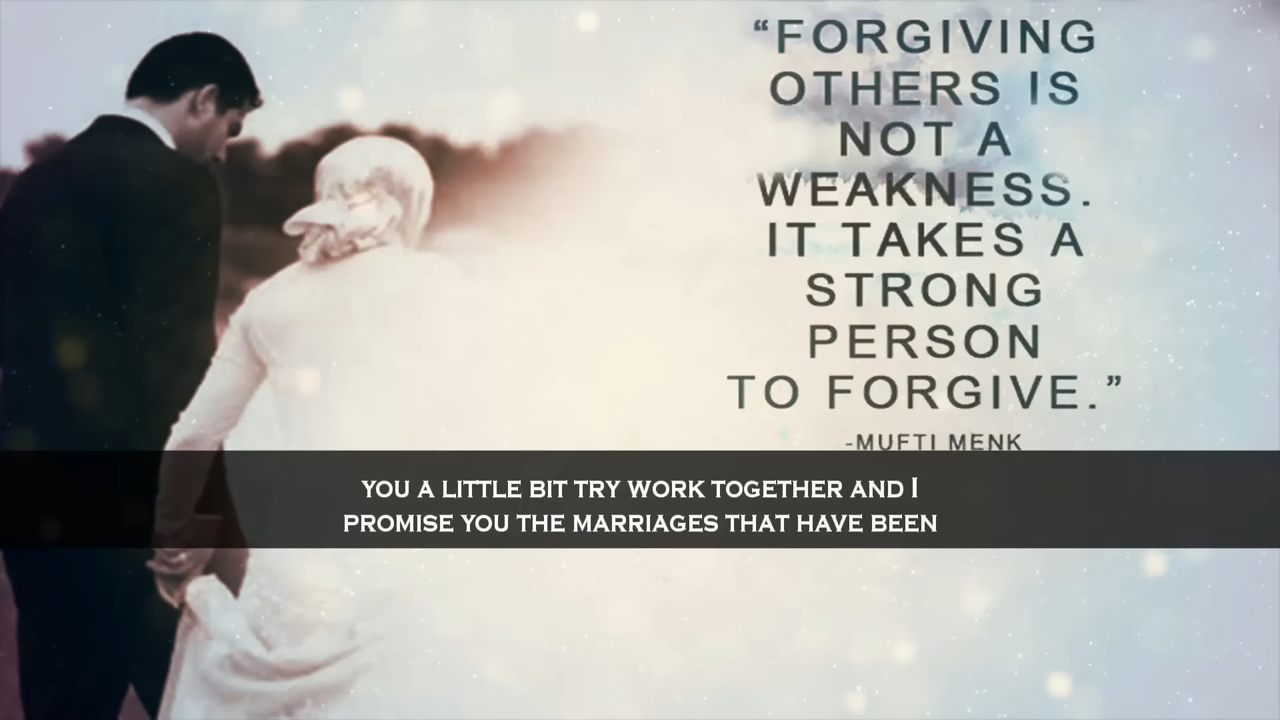 “FORGIVING
OTHERS IS
NOT A
WEAKNESS.
IT TAKES A
STRONG
PERSON
TO FORGIVE.”
-MUFTI MENK
YOU A LITTLE BIT TRY WORK TOGETHER AND I
PROMISE YOU THE MARRIAGES THAT HAVE BEEN